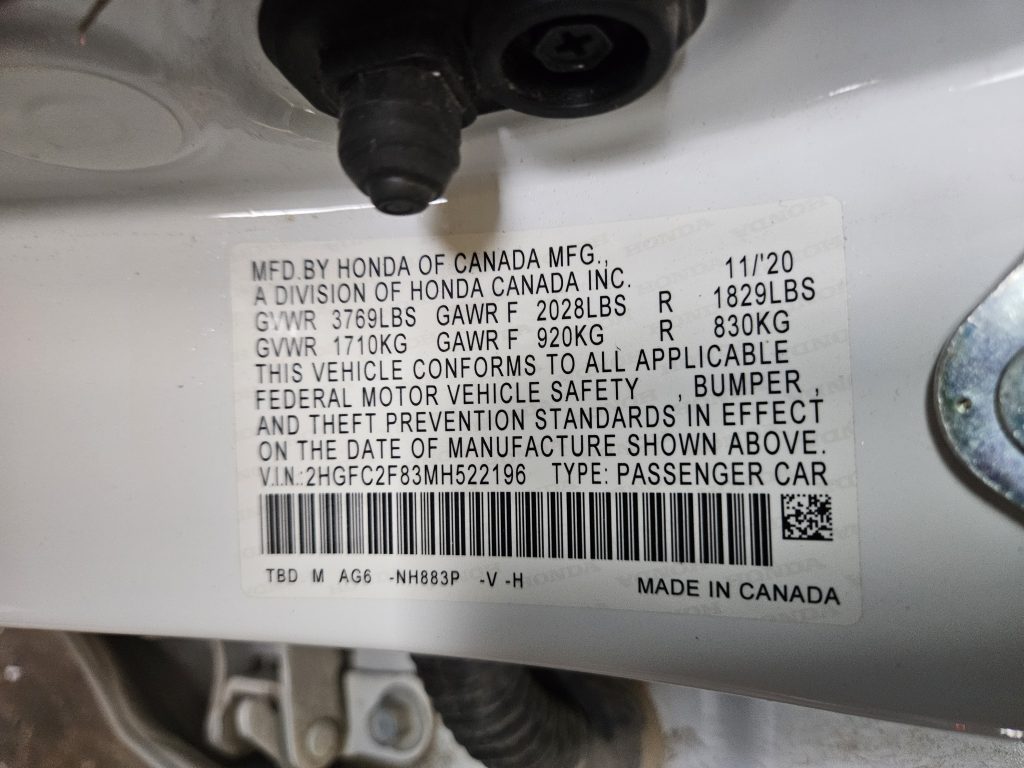 MFD.BY HONDA OF CANADA MFG., 11/'20
A DIVISION OF HONDA CANADA INC.
GVWR 3769LBS GAWR F 2028LBS R 1829LBS
GVWR 1710KG GAWR F 920KG R 830KG
THIS VEHICLE CONFORMS TO ALL APPLICABLE
FEDERAL MOTOR VEHICLE SAFETY , BUMPER ,
AND THEFT PREVENTION STANDARDS IN EFFECT
ON THE DATE OF MANUFACTURE SHOWN ABOVE.
V.I.N.:2HGFC2F83MH522196 TYPE: PASSENGER CAR
TBD M AG6 -NH883P -V -H MADE IN CANADA